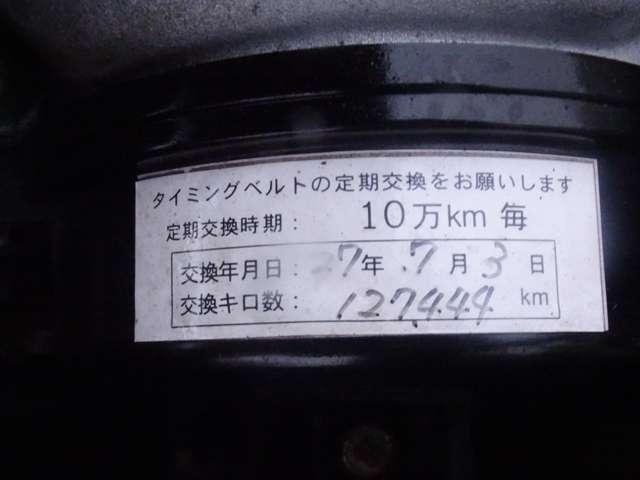 タイミングベルトの定期交換をお願いします
定期交換時期： 10万km 毎
交換年月日： 27年 7月 3日
交換キロ数： 127444 km